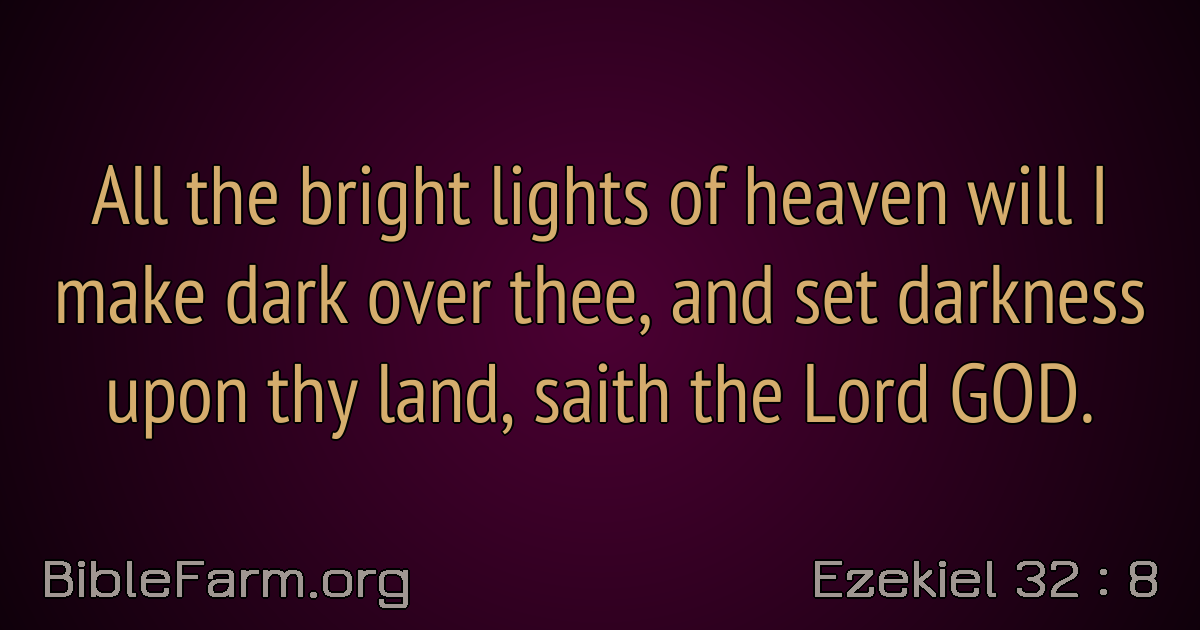 All the bright lights of heaven will I
make dark over thee, and set darkness
upon thy land, saith the Lord GOD.
BibleFarm.org
Ezekiel 32 : 8